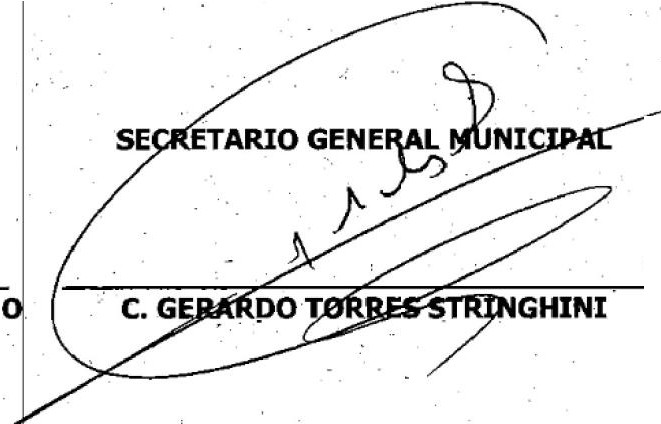 SECRETARIO GENERAL MUNICIPAL
O
C. GERARDO TORRES STRINGHINI